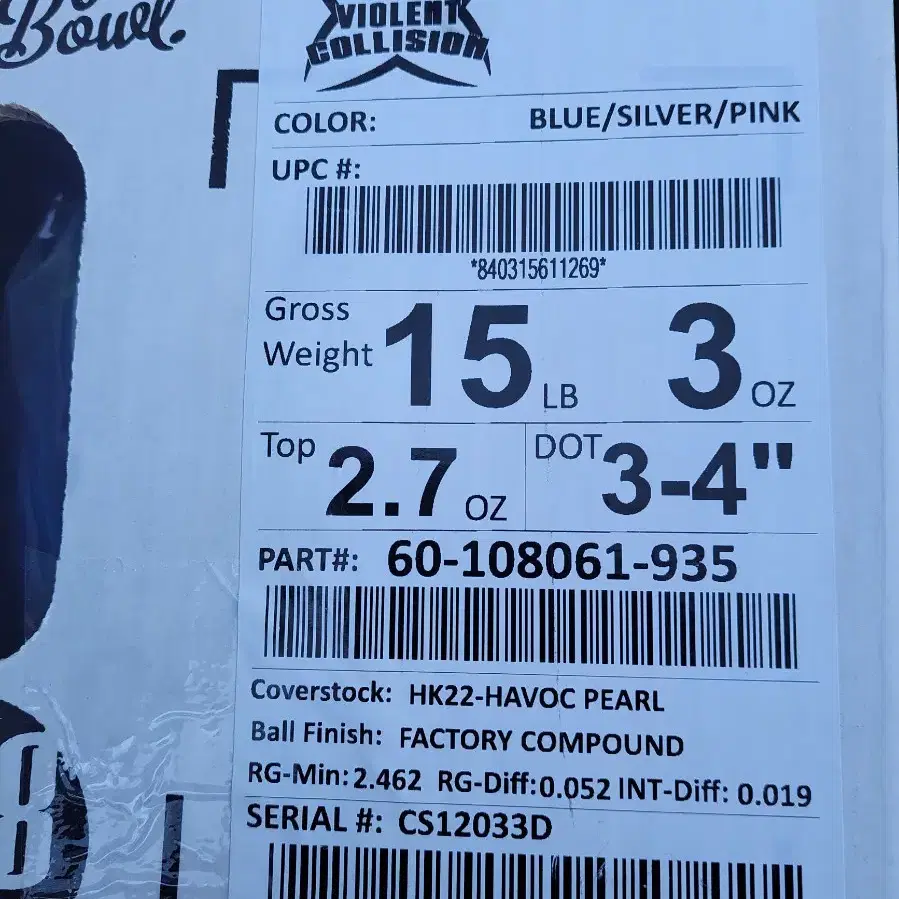 Bowl.
VIOLENT
COLLISION
COLOR: BLUE/SILVER/PINK
UPC #:
*840315611269*
Gross
Weight 15 LB 3 OZ
Top 2.7 OZ DOT 3-4"
PART#: 60-108061-935
Coverstock: HK22-HAVOC PEARL
Ball Finish: FACTORY COMPOUND
RG-Min: 2.462 RG-Diff: 0.052 INT-Diff: 0.019
SERIAL #: CS12033D